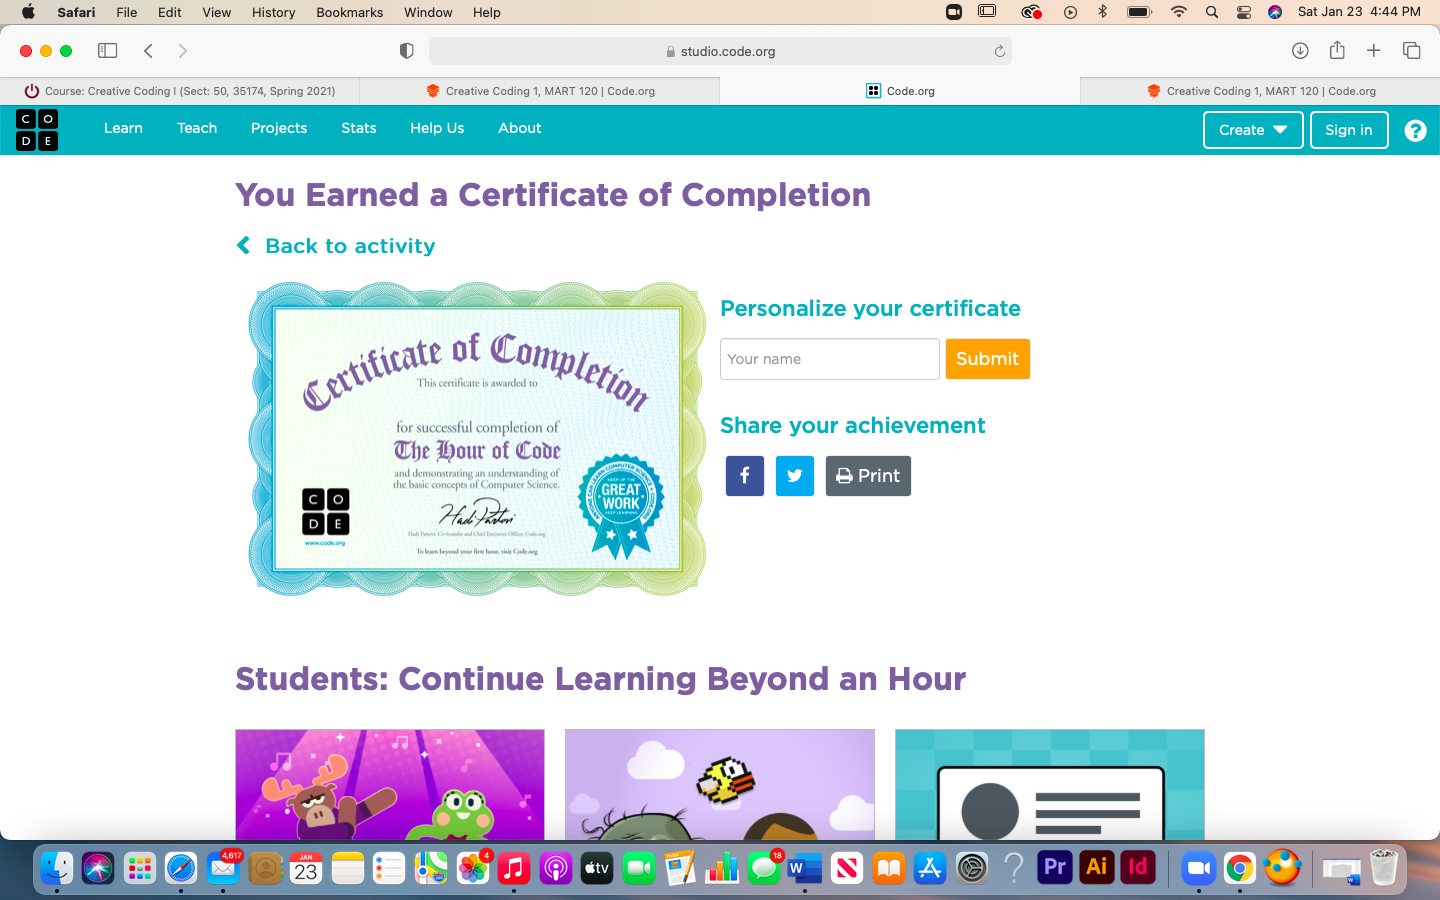 Safari File Edit View History Bookmarks Window Help Sat Jan 23 4:44 PM
studio.code.org
Course: Creative Coding I (Sect: 50, 35174, Spring 2021) Creative Coding 1, MART 120 | Code.org Code.org Creative Coding 1, MART 120 | Code.org
C O
D E
Learn Teach Projects Stats Help Us About Create Sign in ?
You Earned a Certificate of Completion
Back to activity
Certificate of Completion
This certificate is awarded to
for successful completion of
The Hour of Code
and demonstrating an understanding of
the basic concepts of Computer Science.
Hadi Partovi
Hadi Partovi, Co-founder and Chief Executive Officer, Code.org
To learn beyond your first hour, visit Code.org
C O
D E
www.code.org
KEEP UP THE
GREAT
WORK
KEEP LEARNING
Personalize your certificate
Your name Submit
Share your achievement
f Print
Students: Continue Learning Beyond an Hour
4,617 JAN 23 4 tv 18 W N Pr Ai Id